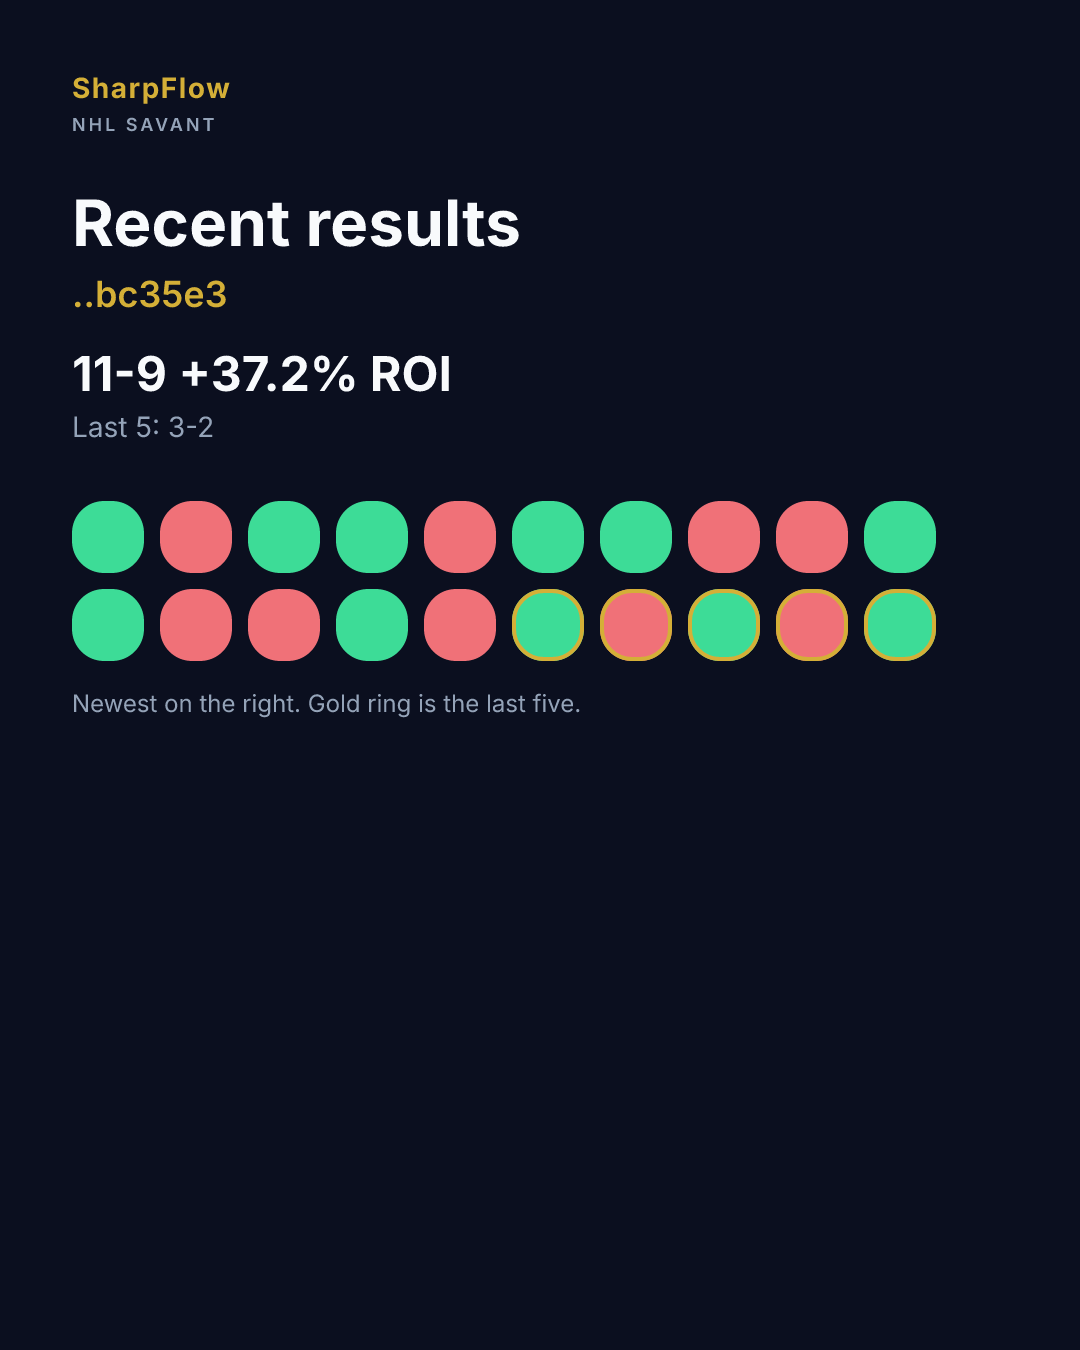 SharpFlow
NHL SAVANT
Recent results
..bc35e3
11-9 +37.2% ROI
Last 5: 3-2
Newest on the right. Gold ring is the last five.